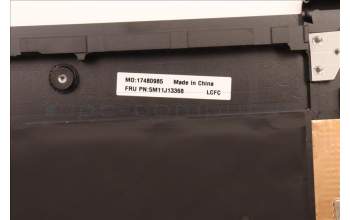 MO:17480985 Made in China
FRU PN:5M11J13368 LCFC